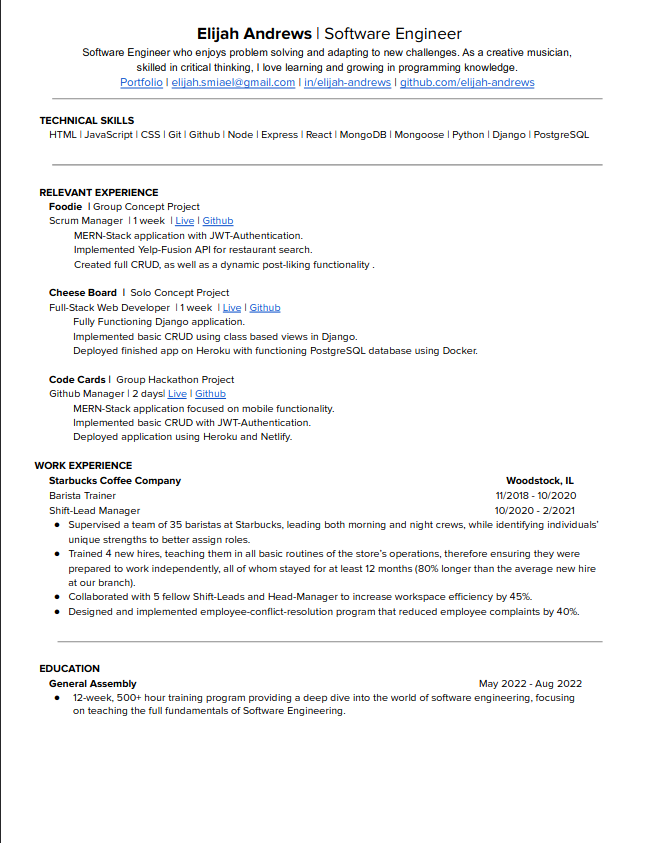 Elijah Andrews | Software Engineer
Software Engineer who enjoys problem solving and adapting to new challenges. As a creative musician,
skilled in critical thinking, I love learning and growing in programming knowledge.
Portfolio | elijah.smiael@gmail.com | in/elijah-andrews | github.com/elijah-andrews
TECHNICAL SKILLS
HTML | JavaScript | CSS | Git | Github | Node | Express | React | MongoDB | Mongoose | Python | Django | PostgreSQL
RELEVANT EXPERIENCE
Foodie | Group Concept Project
Scrum Manager | 1 week | Live | Github
MERN-Stack application with JWT-Authentication.
Implemented Yelp-Fusion API for restaurant search.
Created full CRUD, as well as a dynamic post-liking functionality .
Cheese Board | Solo Concept Project
Full-Stack Web Developer | 1 week | Live | Github
Fully Functioning Django application.
Implemented basic CRUD using class based views in Django.
Deployed finished app on Heroku with functioning PostgreSQL database using Docker.
Code Cards | Group Hackathon Project
Github Manager | 2 days| Live | Github
MERN-Stack application focused on mobile functionality.
Implemented basic CRUD with JWT-Authentication.
Deployed application using Heroku and Netlify.
WORK EXPERIENCE
Starbucks Coffee Company Woodstock, IL
Barista Trainer 11/2018 - 10/2020
Shift-Lead Manager 10/2020 - 2/2021
● Supervised a team of 35 baristas at Starbucks, leading both morning and night crews, while identifying individuals'
unique strengths to better assign roles.
● Trained 4 new hires, teaching them in all basic routines of the store's operations, therefore ensuring they were
prepared to work independently, all of whom stayed for at least 12 months (80% longer than the average new hire
at our branch).
● Collaborated with 5 fellow Shift-Leads and Head-Manager to increase workspace efficiency by 45%.
● Designed and implemented employee-conflict-resolution program that reduced employee complaints by 40%.
EDUCATION
General Assembly May 2022 - Aug 2022
● 12-week, 500+ hour training program providing a deep dive into the world of software engineering, focusing
on teaching the full fundamentals of Software Engineering.